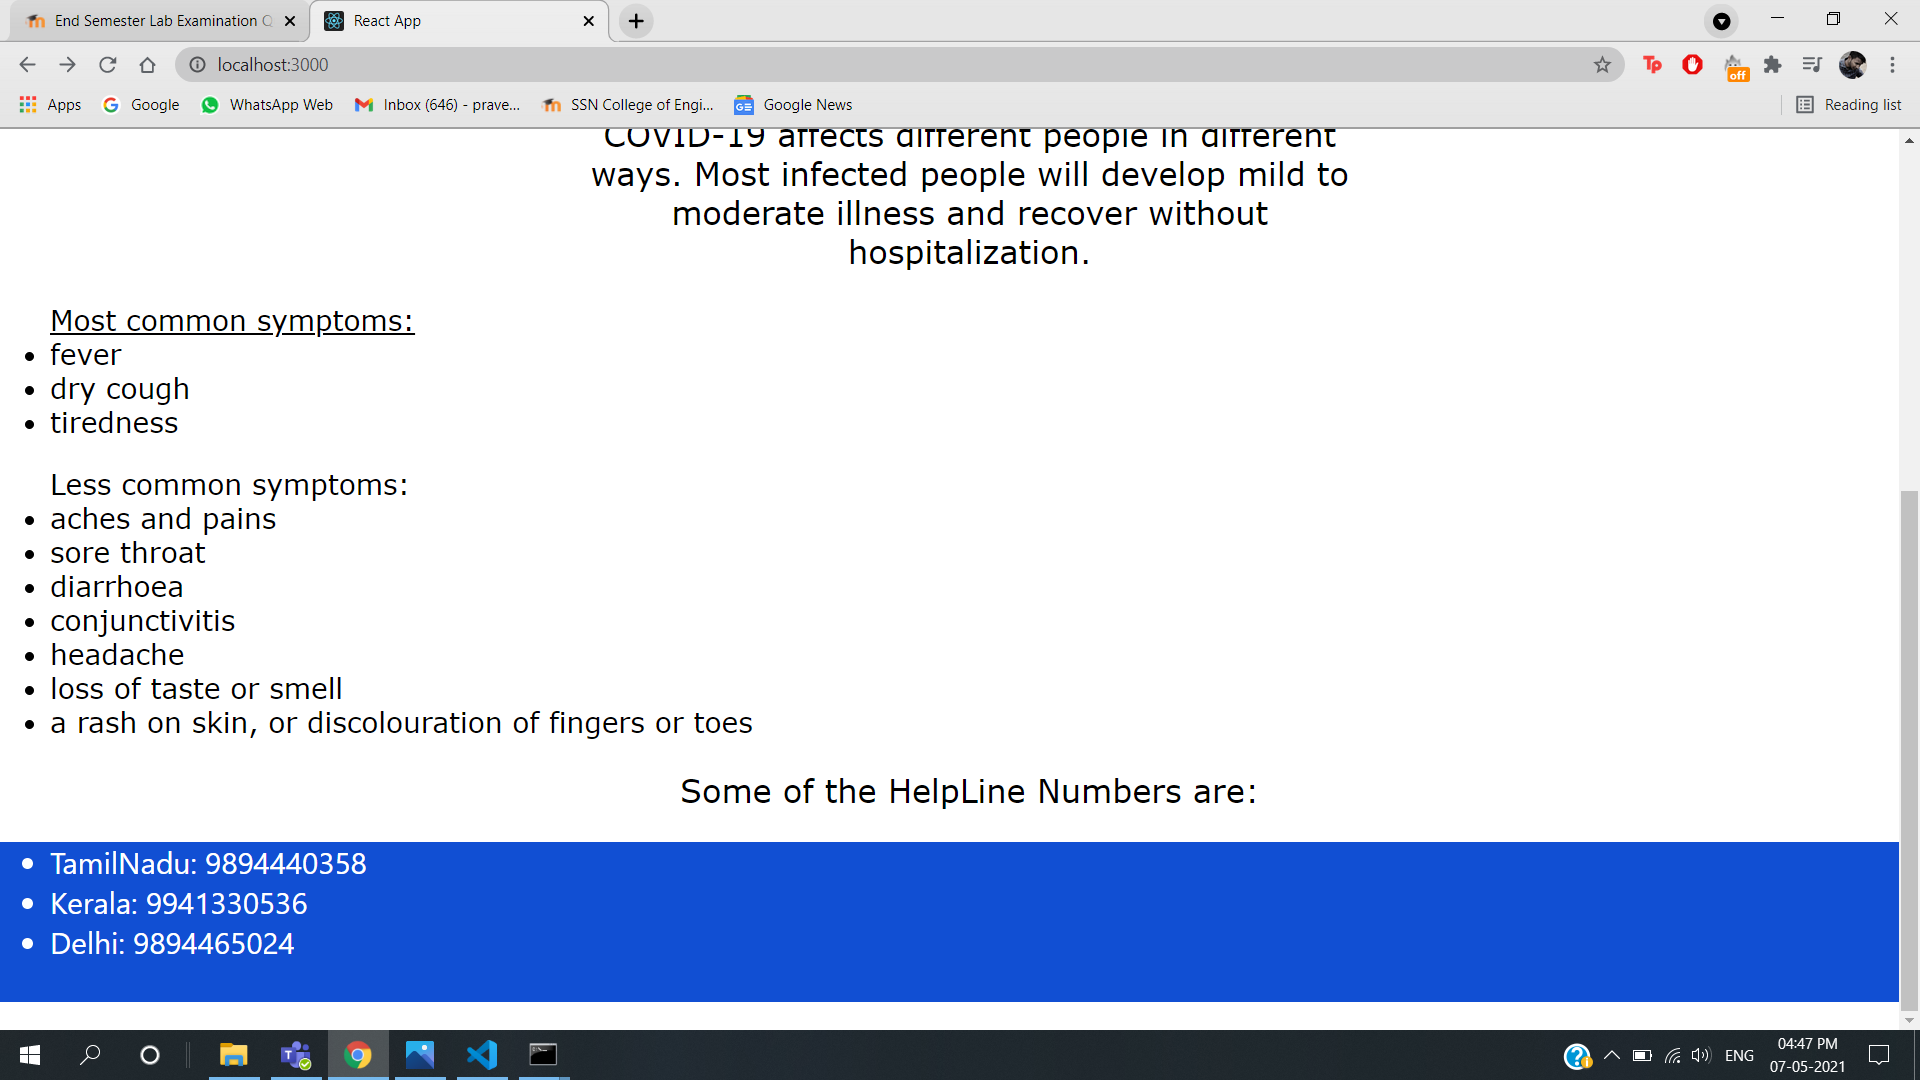 End Semester Lab Examination Q
React App
localhost:3000
Tp
off
Apps
Google
WhatsApp Web
Inbox (646) - prave...
SSN College of Engi...
Google News
Reading list
COVID-19 affects different people in different
ways. Most infected people will develop mild to
moderate illness and recover without
hospitalization.
Most common symptoms:
fever
dry cough
tiredness
Less common symptoms:
aches and pains
sore throat
diarrhoea
conjunctivitis
headache
loss of taste or smell
a rash on skin, or discolouration of fingers or toes
Some of the HelpLine Numbers are:
TamilNadu: 9894440358
Kerala: 9941330536
Delhi: 9894465024
ENG
04:47 PM
07-05-2021